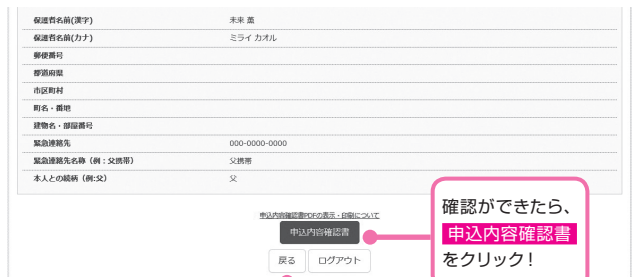 保護者名前(漢字) 未来 薫
保護者名前(カナ) ミライ カオル
郵便番号
都道府県
市区町村
町名・番地
建物名・部屋番号
緊急連絡先 000-0000-0000
緊急連絡先名称（例：父携帯） 父携帯
本人との続柄（例:父） 父
申込内容確認書PDFの表示・印刷について
申込内容確認書
戻る ログアウト
確認ができたら、
申込内容確認書
をクリック！